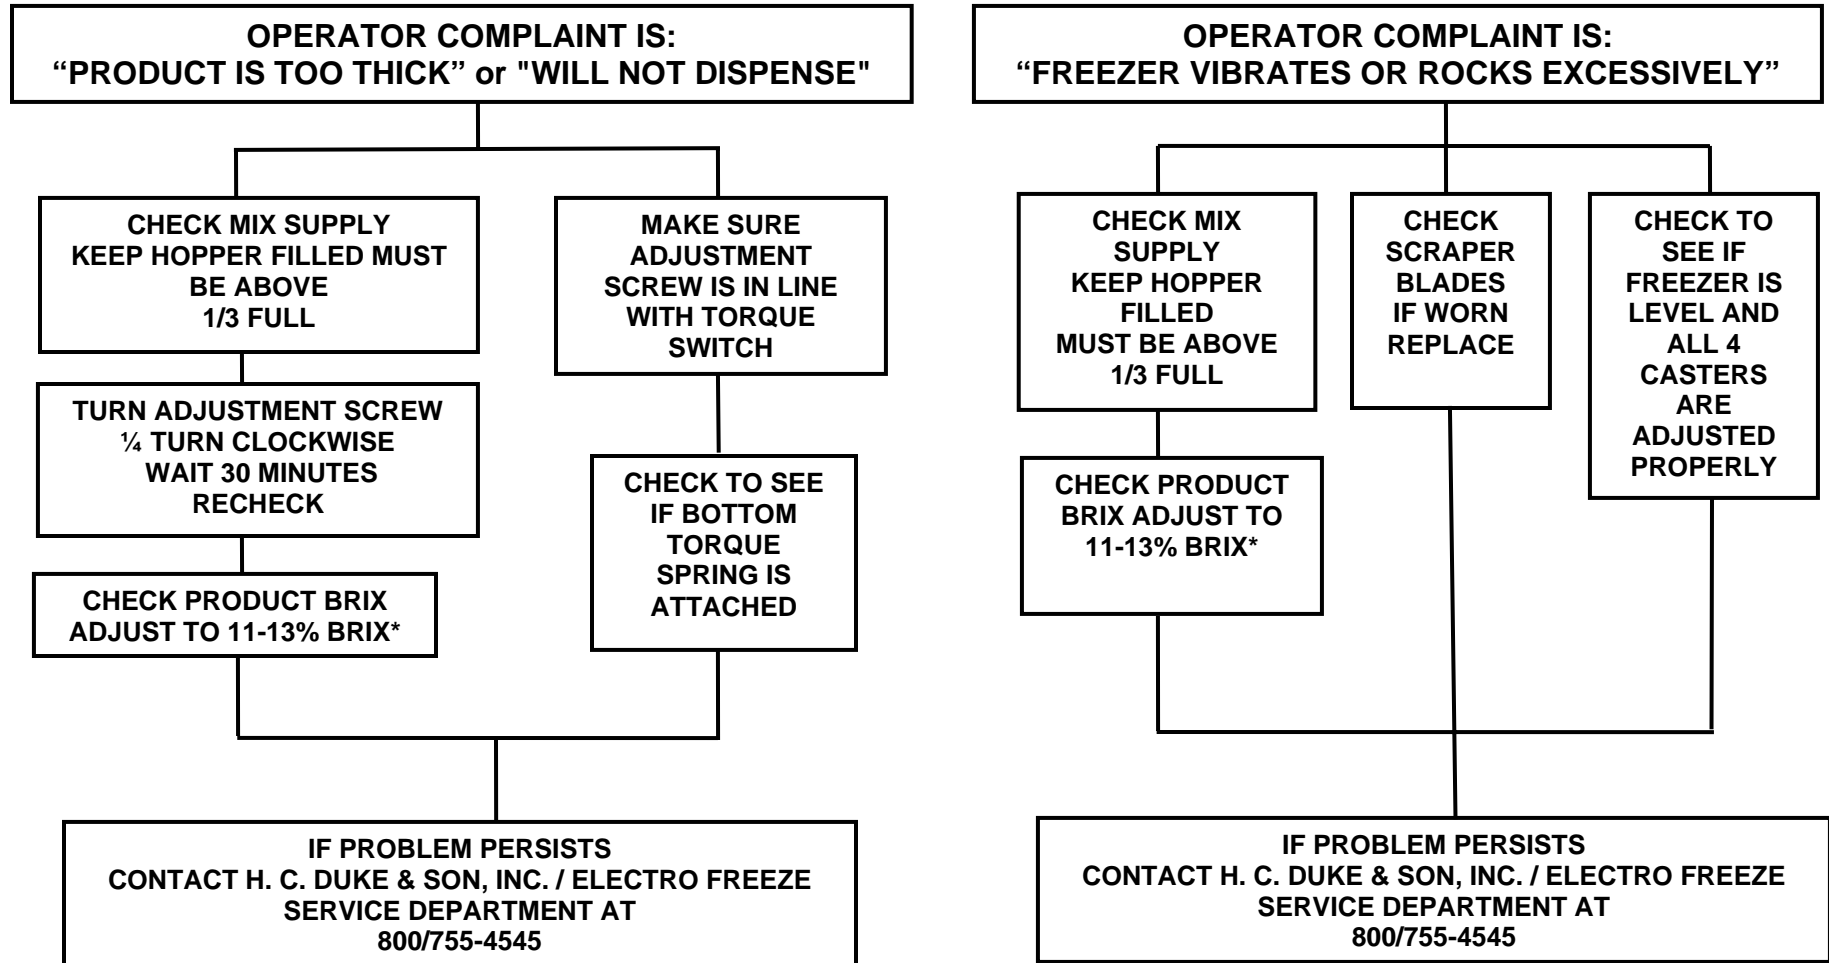 OPERATOR COMPLAINT IS:
“PRODUCT IS TOO THICK” or "WILL NOT DISPENSE"
CHECK MIX SUPPLY
KEEP HOPPER FILLED MUST
BE ABOVE
1/3 FULL
TURN ADJUSTMENT SCREW
¼ TURN CLOCKWISE
WAIT 30 MINUTES
RECHECK
CHECK PRODUCT BRIX
ADJUST TO 11-13% BRIX*
MAKE SURE
ADJUSTMENT
SCREW IS IN LINE
WITH TORQUE
SWITCH
CHECK TO SEE
IF BOTTOM
TORQUE
SPRING IS
ATTACHED
IF PROBLEM PERSISTS
CONTACT H. C. DUKE & SON, INC. / ELECTRO FREEZE
SERVICE DEPARTMENT AT
800/755-4545
OPERATOR COMPLAINT IS:
“FREEZER VIBRATES OR ROCKS EXCESSIVELY”
CHECK MIX
SUPPLY
KEEP HOPPER
FILLED
MUST BE ABOVE
1/3 FULL
CHECK PRODUCT
BRIX ADJUST TO
11-13% BRIX*
CHECK
SCRAPER
BLADES
IF WORN
REPLACE
CHECK TO
SEE IF
FREEZER IS
LEVEL AND
ALL 4
CASTERS
ARE
ADJUSTED
PROPERLY
IF PROBLEM PERSISTS
CONTACT H. C. DUKE & SON, INC. / ELECTRO FREEZE
SERVICE DEPARTMENT AT
800/755-4545